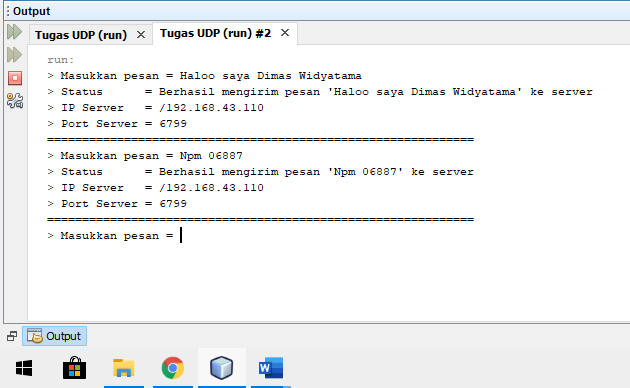 Output
Tugas UDP (run) × Tugas UDP (run) #2 ×
run:
> Masukkan pesan = Haloo saya Dimas Widyatama
> Status      = Berhasil mengirim pesan 'Haloo saya Dimas Widyatama' ke server
> IP Server   = /192.168.43.110
> Port Server = 6799
=============================================================
> Masukkan pesan = Npm 06887
> Status      = Berhasil mengirim pesan 'Npm 06887' ke server
> IP Server   = /192.168.43.110
> Port Server = 6799
=============================================================
> Masukkan pesan =
Output
W